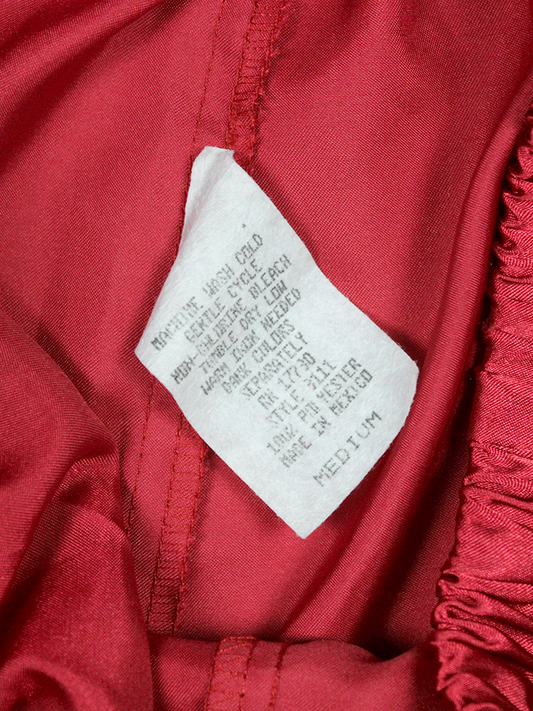 MACHINE WASH COLD
GENTLE CYCLE
NON-CHLORINE BLEACH
TUMBLE DRY LOW
WARM IRON NEEDED
DARK COLORS
SEPARATELY
RN 17730
STYLE 3111
100% POLYESTER
MADE IN MEXICO
MEDIUM